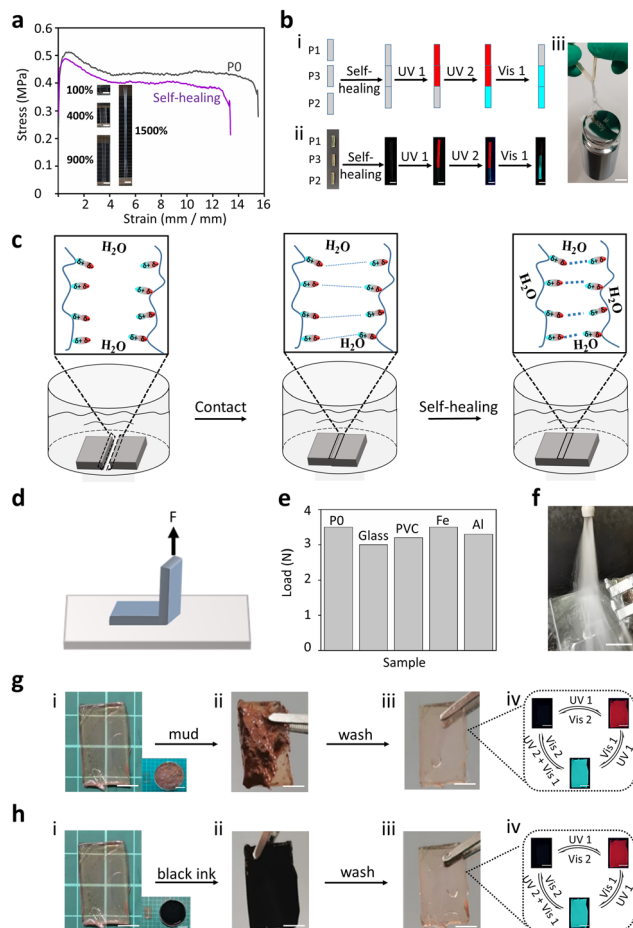 a
0.6
0.5
0.4
0.3
0.2
0.1
0
Stress (MPa)
P0
Self-healing
100%
400%
900%
1500%
0 2 4 6 8 10 12 14 16
Strain (mm / mm)
b
i
P1
P3
P2
Self-
healing
UV 1
UV 2
Vis 1
ii
P1
P3
P2
Self-
healing
UV 1
UV 2
Vis 1
iii
c
H2O
δ+ δ-
H2O
Contact
H2O
δ+ δ-
H2O
Self-healing
H2O
δ+ δ-
H2O
H2O
H2O
d
F
e
4
3
2
1
0
Load (N)
P0
Glass
PVC
Fe
Al
Sample
f
g
i
mud
ii
wash
iii
iv
UV 1
Vis 2
Vis 2
UV 2 + Vis 1
Vis 1
UV 1
h
i
black ink
ii
wash
iii
iv
UV 1
Vis 2
Vis 2
UV 2 + Vis 1
Vis 1
UV 1